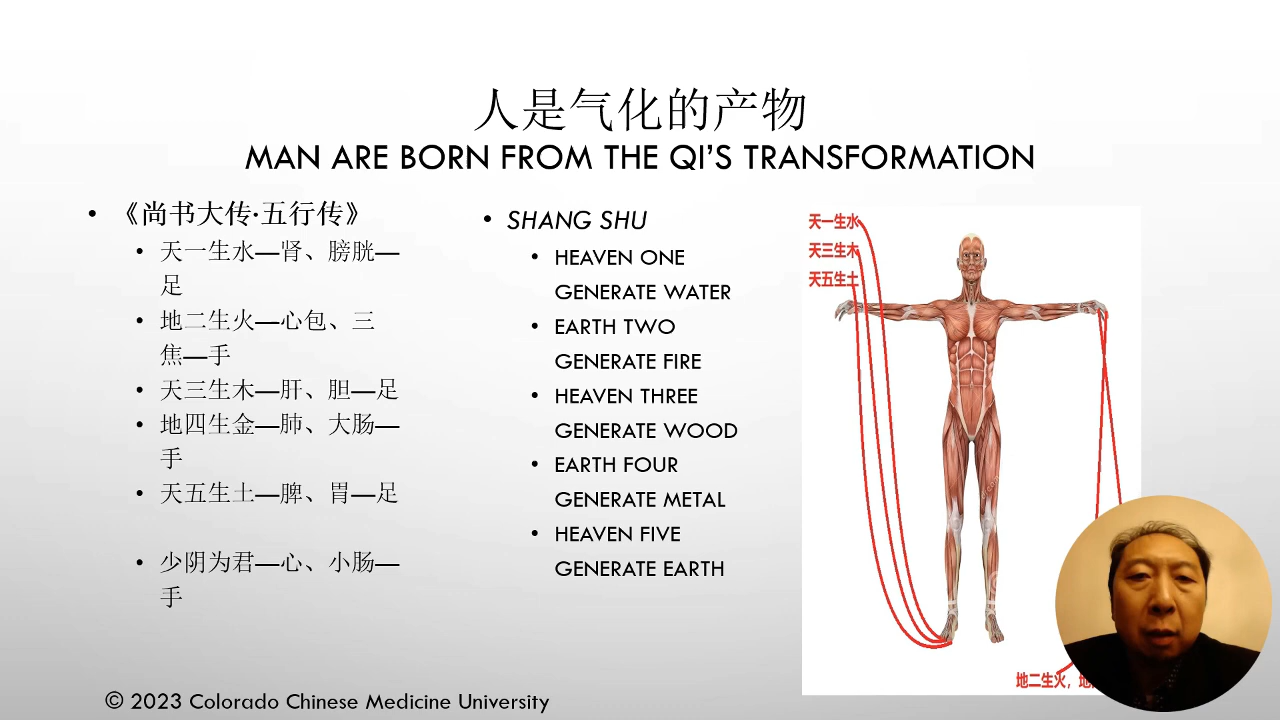 人是气化的产物
MAN ARE BORN FROM THE QI'S TRANSFORMATION
• 《尚书大传·五行传》
• 天一生水—肾、膀胱—
足
• 地二生火—心包、三
焦—手
• 天三生木—肝、胆—足
• 地四生金—肺、大肠—
手
• 天五生土—脾、胃—足
• 少阴为君—心、小肠—
手
• SHANG SHU
• HEAVEN ONE
GENERATE WATER
• EARTH TWO
GENERATE FIRE
• HEAVEN THREE
GENERATE WOOD
• EARTH FOUR
GENERATE METAL
• HEAVEN FIVE
GENERATE EARTH
天一生水
天三生木
天五生土
地二生火，地
© 2023 Colorado Chinese Medicine University